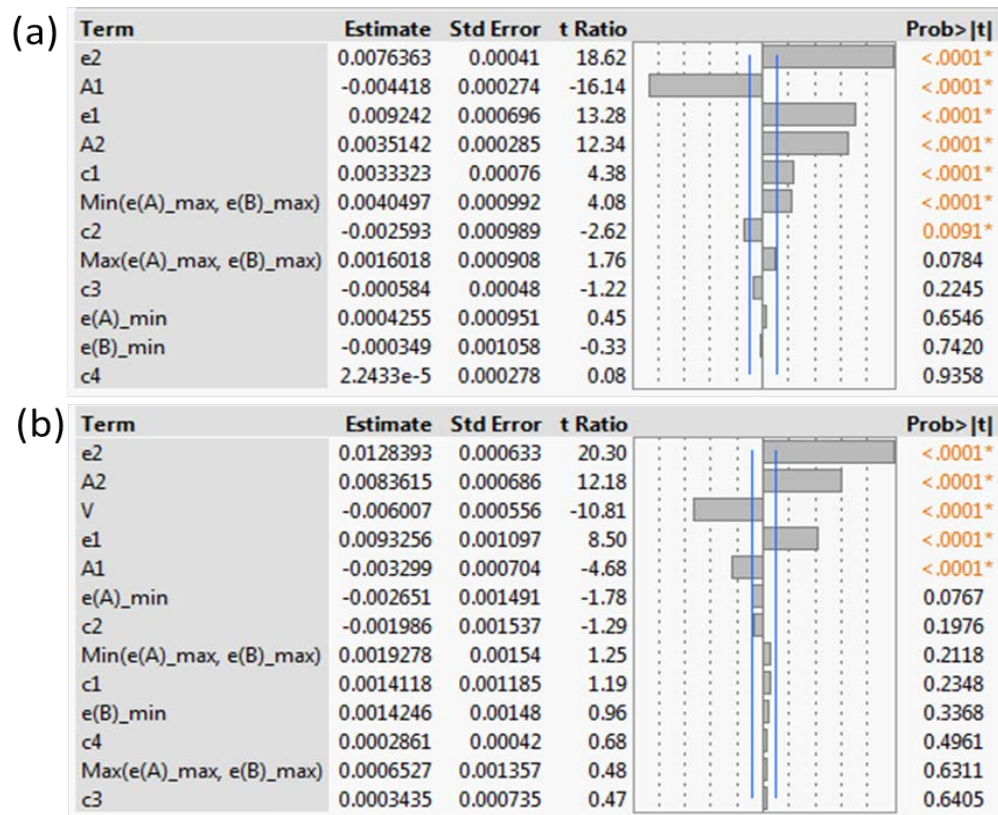 (a)
Term Estimate Std Error t Ratio Prob>|t|
e2 0.0076363 0.00041 18.62 <.0001*
A1 -0.004418 0.000274 -16.14 <.0001*
e1 0.009242 0.000696 13.28 <.0001*
A2 0.0035142 0.000285 12.34 <.0001*
c1 0.0033323 0.00076 4.38 <.0001*
Min(e(A)_max, e(B)_max) 0.0040497 0.000992 4.08 <.0001*
c2 -0.002593 0.000989 -2.62 0.0091*
Max(e(A)_max, e(B)_max) 0.0016018 0.000908 1.76 0.0784
c3 -0.000584 0.00048 -1.22 0.2245
e(A)_min 0.0004255 0.000951 0.45 0.6546
e(B)_min -0.000349 0.001058 -0.33 0.7420
c4 2.2433e-5 0.000278 0.08 0.9358
(b)
Term Estimate Std Error t Ratio Prob>|t|
e2 0.0128393 0.000633 20.30 <.0001*
A2 0.0083615 0.000686 12.18 <.0001*
V -0.006007 0.000556 -10.81 <.0001*
e1 0.0093256 0.001097 8.50 <.0001*
A1 -0.003299 0.000704 -4.68 <.0001*
e(A)_min -0.002651 0.001491 -1.78 0.0767
c2 -0.001986 0.001537 -1.29 0.1976
Min(e(A)_max, e(B)_max) 0.0019278 0.00154 1.25 0.2118
c1 0.0014118 0.001185 1.19 0.2348
e(B)_min 0.0014246 0.00148 0.96 0.3368
c4 0.0002861 0.00042 0.68 0.4961
Max(e(A)_max, e(B)_max) 0.0006527 0.001357 0.48 0.6311
c3 0.0003435 0.000735 0.47 0.6405